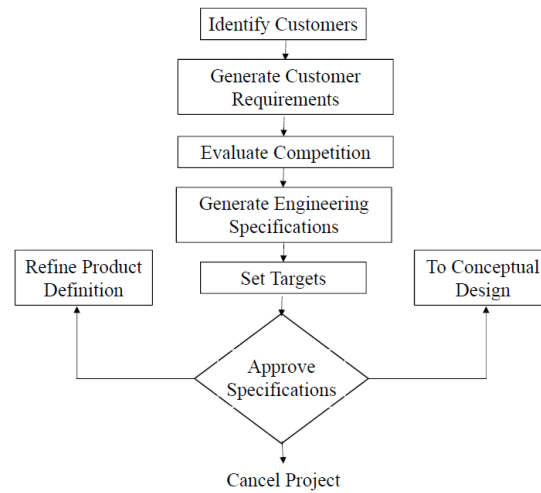 Identify Customers
Generate Customer
Requirements
Evaluate Competition
Generate Engineering
Specifications
Refine Product
Definition
Set Targets
To Conceptual
Design
Approve
Specifications
Cancel Project